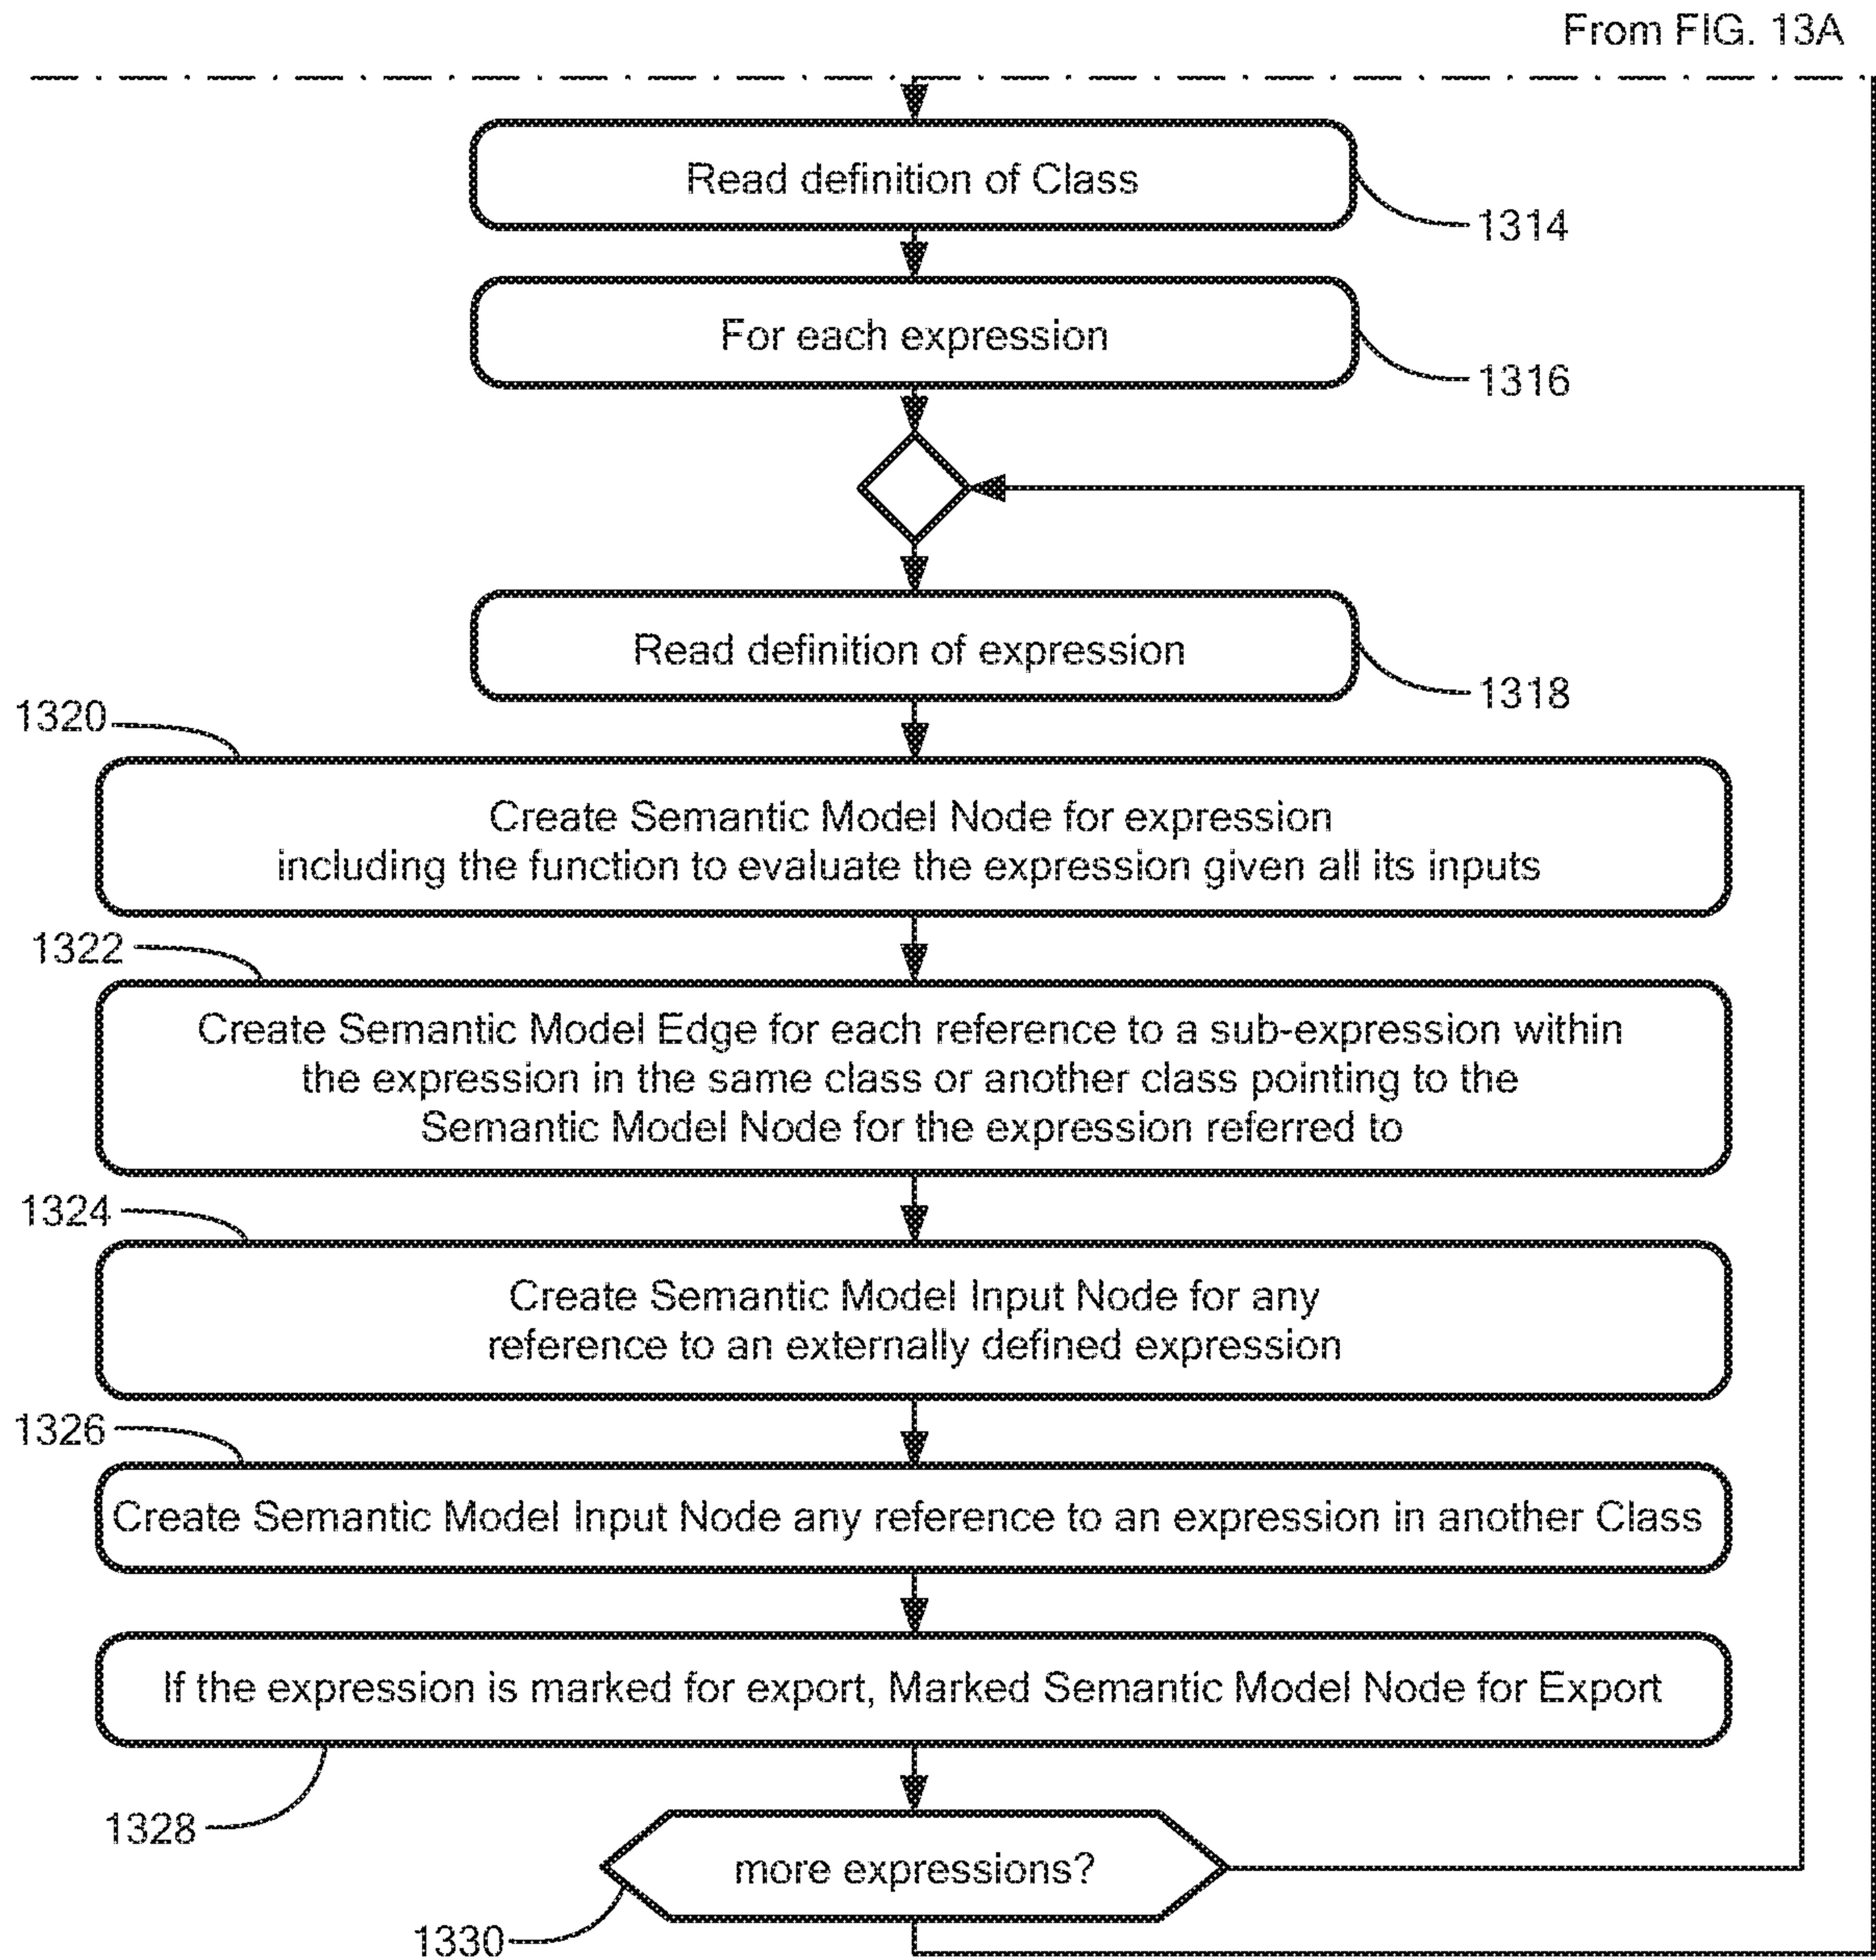 From FIG. 13A
Read definition of Class
1314
For each expression
1316
Read definition of expression
1318
1320
Create Semantic Model Node for expression
including the function to evaluate the expression given all its inputs
1322
Create Semantic Model Edge for each reference to a sub-expression within
the expression in the same class or another class pointing to the
Semantic Model Node for the expression referred to
1324
Create Semantic Model Input Node for any
reference to an externally defined expression
1326
Create Semantic Model Input Node any reference to an expression in another Class
If the expression is marked for export, Marked Semantic Model Node for Export
1328
more expressions?
1330